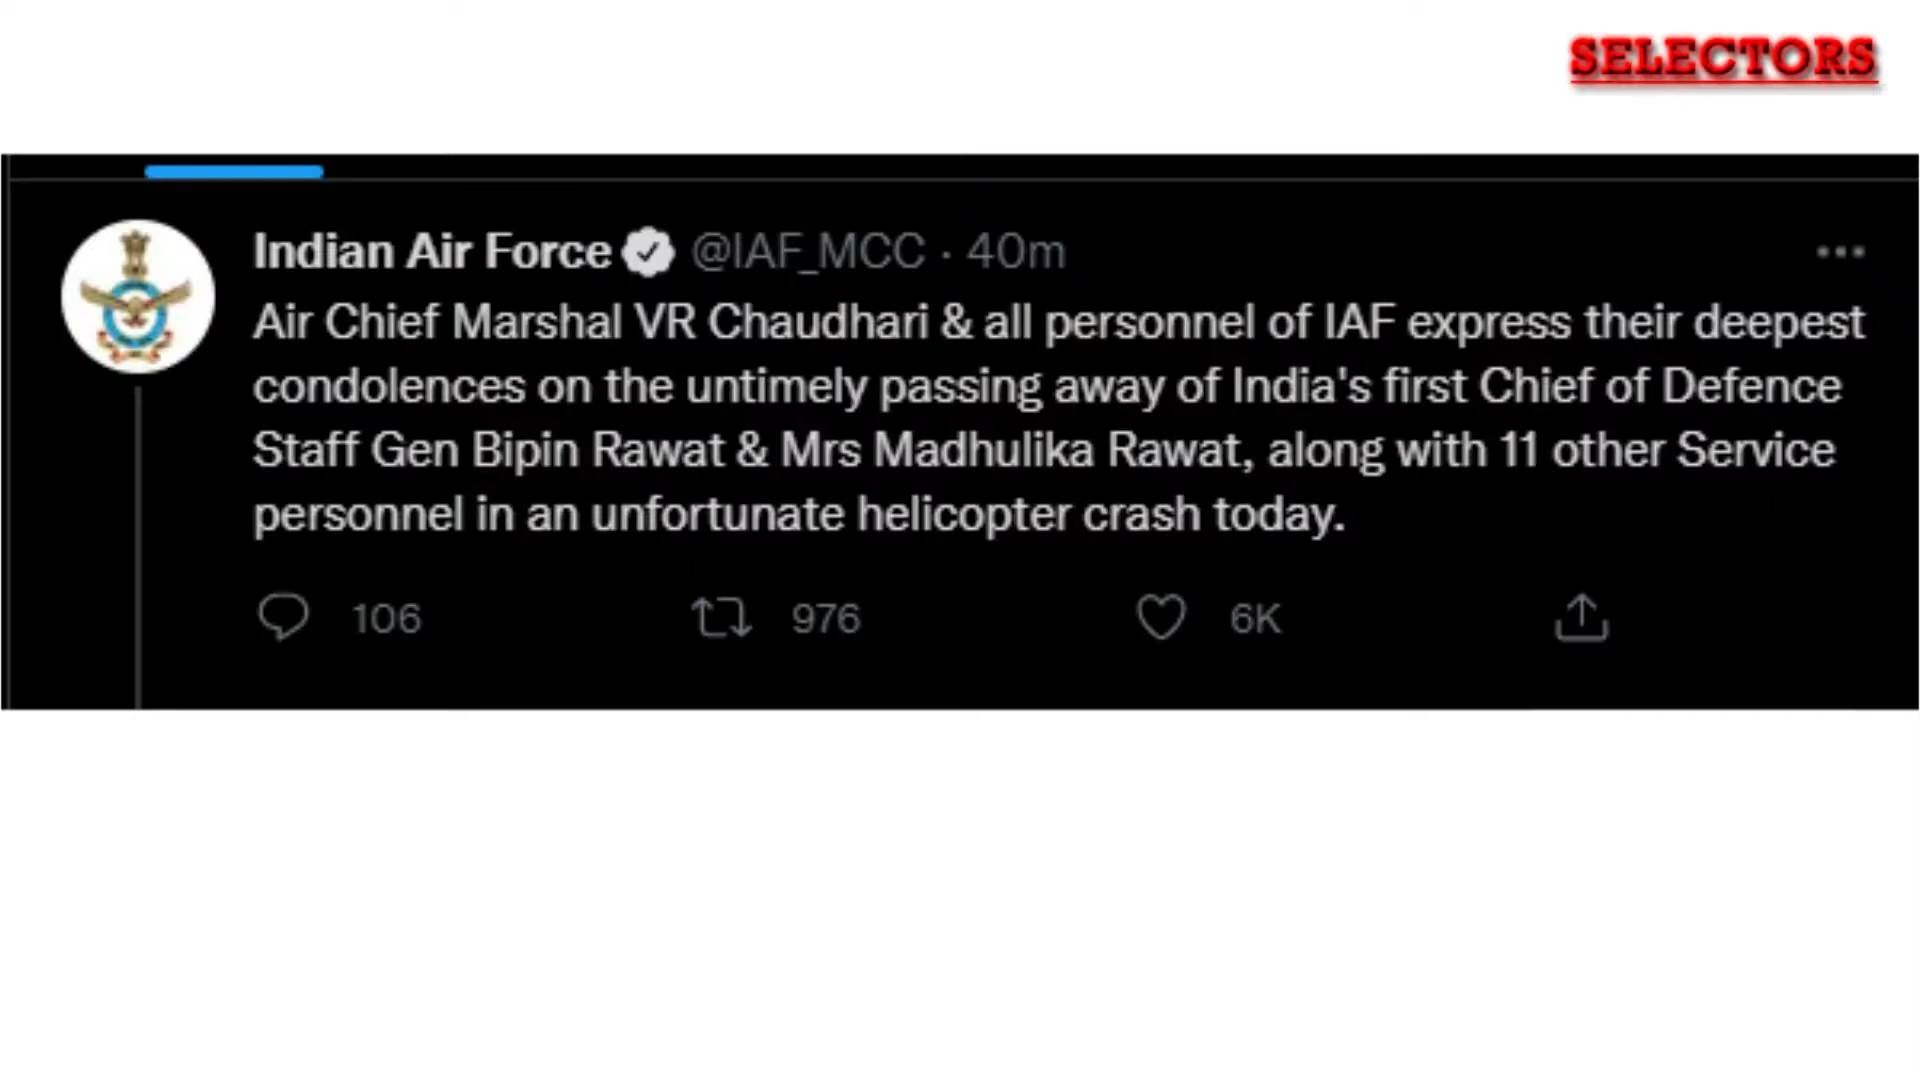 SELECTORS
Indian Air Force @IAF_MCC · 40m
Air Chief Marshal VR Chaudhari & all personnel of IAF express their deepest
condolences on the untimely passing away of India's first Chief of Defence
Staff Gen Bipin Rawat & Mrs Madhulika Rawat, along with 11 other Service
personnel in an unfortunate helicopter crash today.
106 976 6K